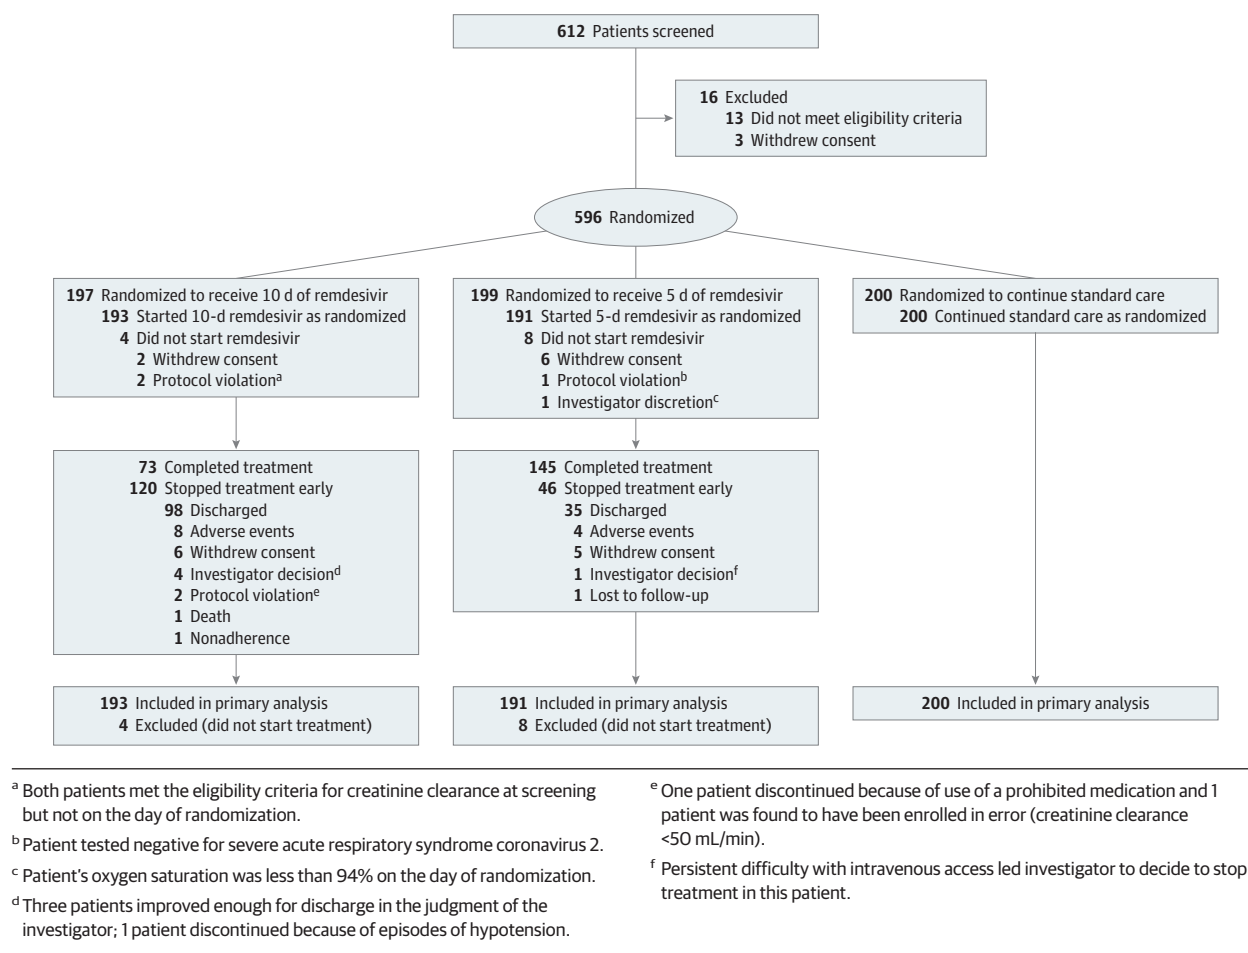 612 Patients screened
16 Excluded
13 Did not meet eligibility criteria
3 Withdrew consent
596 Randomized
197 Randomized to receive 10 d of remdesivir
193 Started 10-d remdesivir as randomized
4 Did not start remdesivir
2 Withdrew consent
2 Protocol violationa
199 Randomized to receive 5 d of remdesivir
191 Started 5-d remdesivir as randomized
8 Did not start remdesivir
6 Withdrew consent
1 Protocol violationb
1 Investigator discretionc
200 Randomized to continue standard care
200 Continued standard care as randomized
73 Completed treatment
120 Stopped treatment early
98 Discharged
8 Adverse events
6 Withdrew consent
4 Investigator decisiond
2 Protocol violatione
1 Death
1 Nonadherence
145 Completed treatment
46 Stopped treatment early
35 Discharged
4 Adverse events
5 Withdrew consent
1 Investigator decisionf
1 Lost to follow-up
193 Included in primary analysis
4 Excluded (did not start treatment)
191 Included in primary analysis
8 Excluded (did not start treatment)
200 Included in primary analysis
a Both patients met the eligibility criteria for creatinine clearance at screening
but not on the day of randomization.
b Patient tested negative for severe acute respiratory syndrome coronavirus 2.
c Patient's oxygen saturation was less than 94% on the day of randomization.
d Three patients improved enough for discharge in the judgment of the
investigator; 1 patient discontinued because of episodes of hypotension.
e One patient discontinued because of use of a prohibited medication and 1
patient was found to have been enrolled in error (creatinine clearance
<50 mL/min).
f Persistent difficulty with intravenous access led investigator to decide to stop
treatment in this patient.